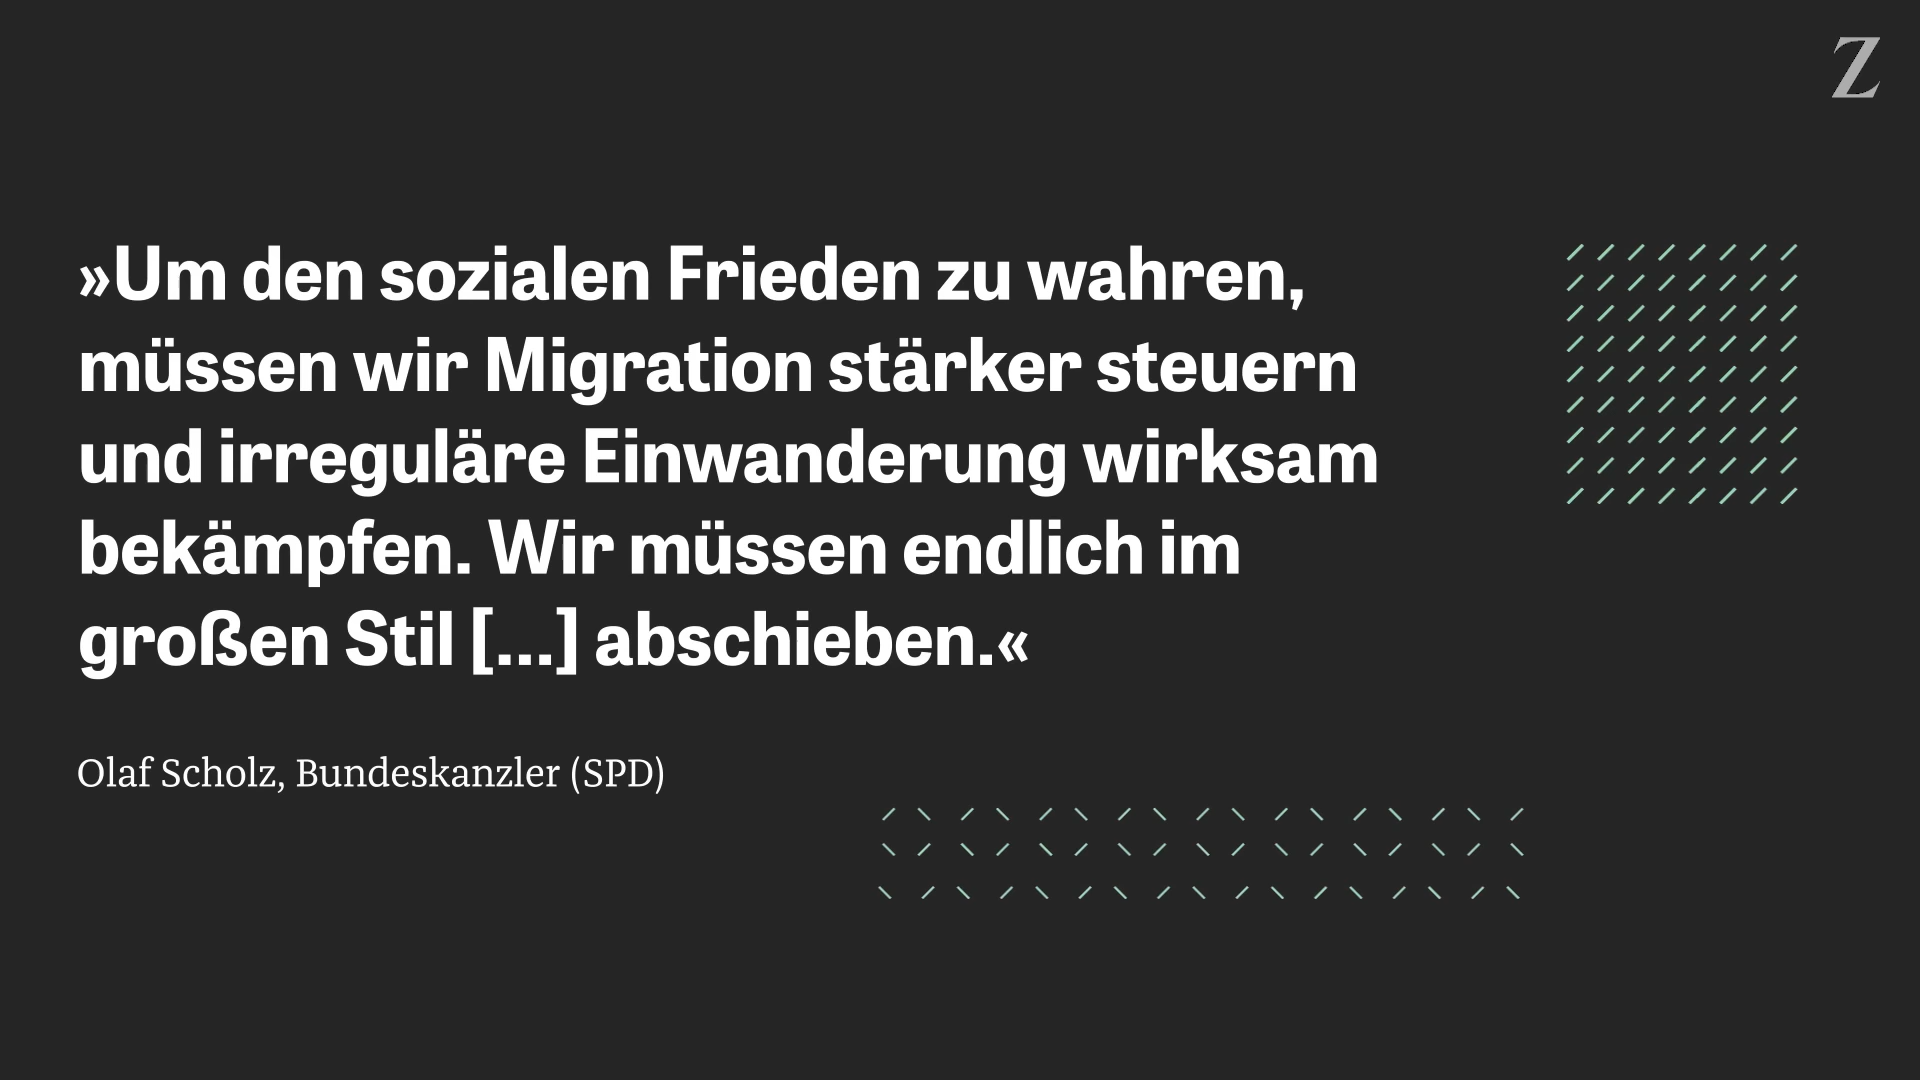 Z
»Um den sozialen Frieden zu wahren,
müssen wir Migration stärker steuern
und irreguläre Einwanderung wirksam
bekämpfen. Wir müssen endlich im
großen Stil [...] abschieben.«
Olaf Scholz, Bundeskanzler (SPD)